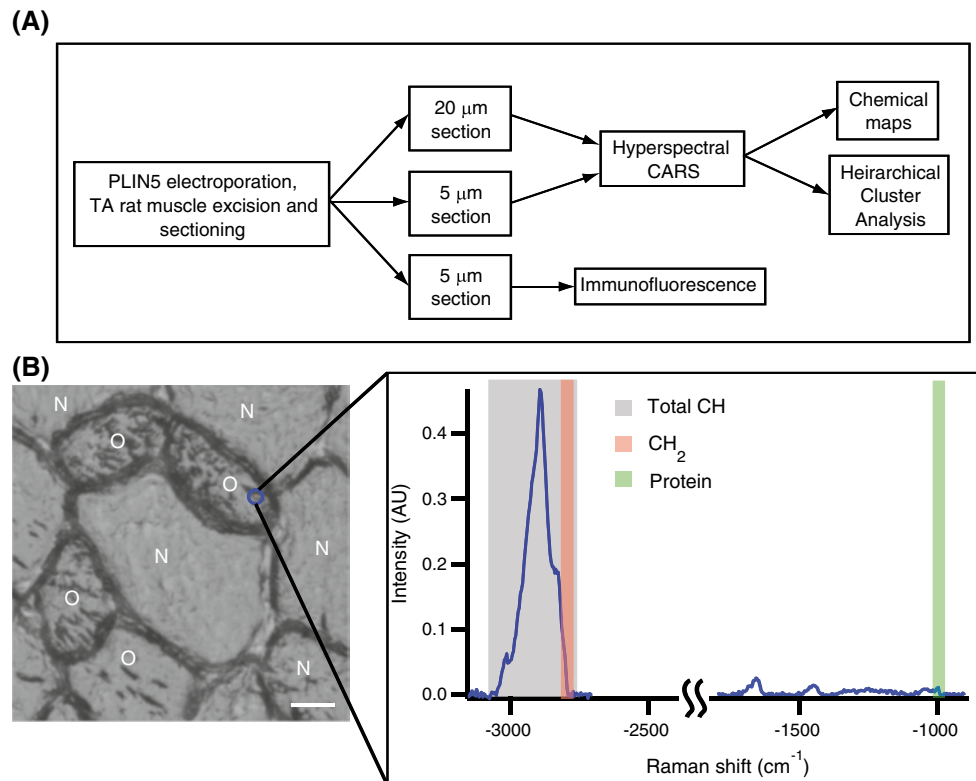 (A)
PLIN5 electroporation,
TA rat muscle excision and
sectioning
20 μm
section
5 μm
section
5 μm
section
Hyperspectral
CARS
Immunofluorescence
Chemical
maps
Heirarchical
Cluster
Analysis
(B)
N
N
O
O
N
N
O
O
N
Intensity (AU)
0.4
0.3
0.2
0.1
0.0
Total CH
CH2
Protein
-3000
-2500
-1500
-1000
Raman shift (cm-1)